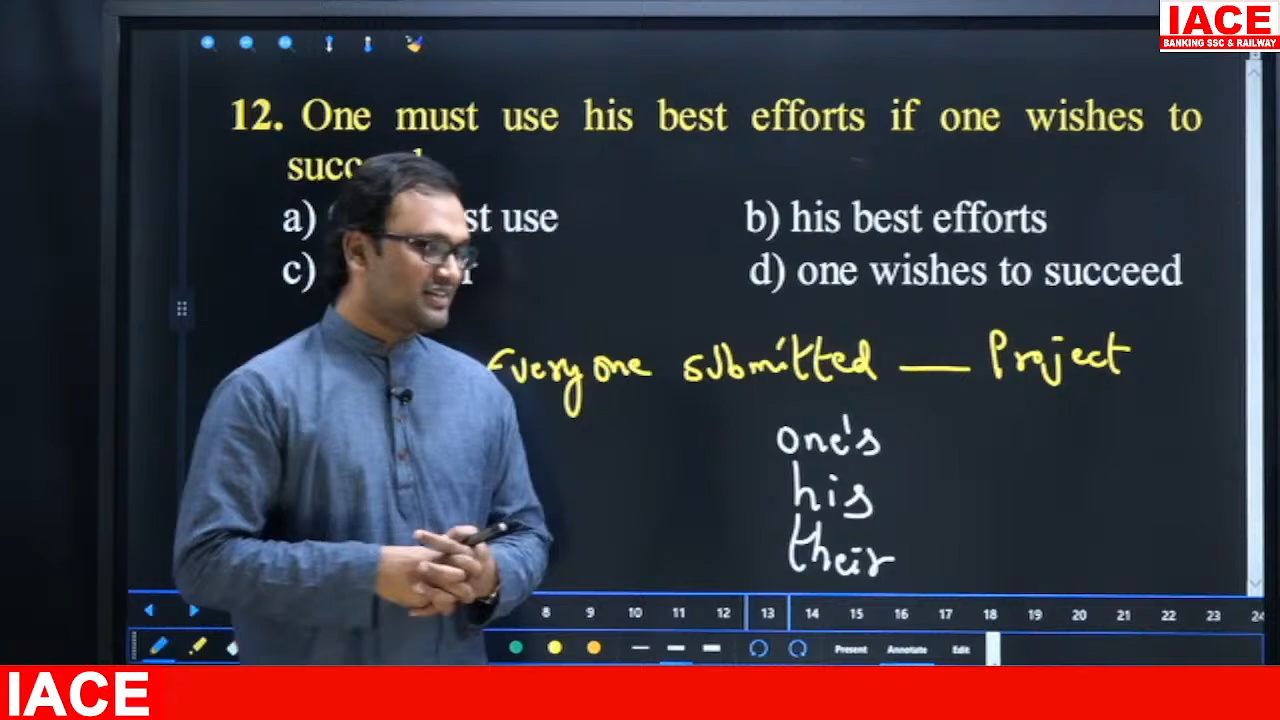 IACE
BANKING SSC & RAILWAY
12. One must use his best efforts if one wishes to
a) use
b) his best efforts
c)
d) one wishes to succeed
Everyone submitted ___ Project
one's
his
their
8 9 10 11 12 13 14 15 16 17 18 19 20 21 22 23
Present Annotate Edit
IACE